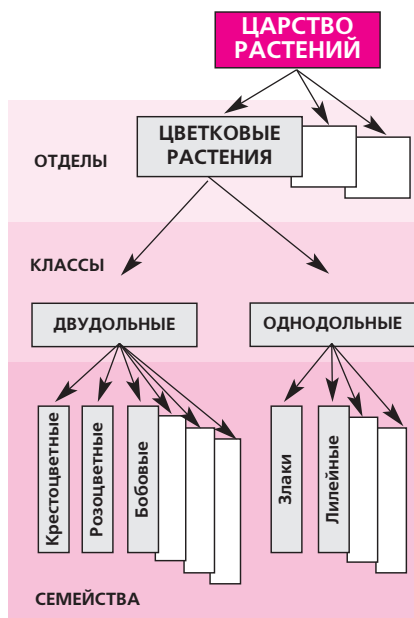 ЦАРСТВО
РАСТЕНИЙ
ОТДЕЛЫ
ЦВЕТКОВЫЕ
РАСТЕНИЯ
КЛАССЫ
ДВУДОЛЬНЫЕ
ОДНОДОЛЬНЫЕ
Крестоцветные
Розоцветные
Бобовые
Злаки
Лилейные
СЕМЕЙСТВА